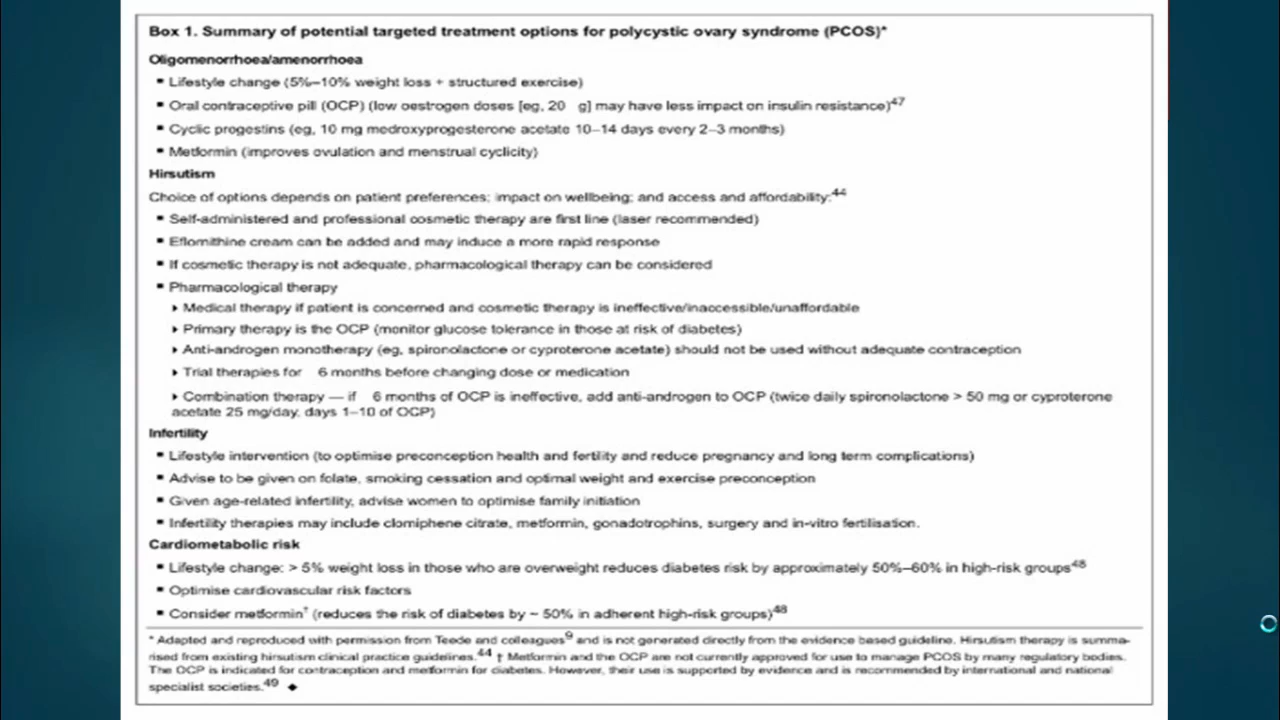 Box 1. Summary of potential targeted treatment options for polycystic ovary syndrome (PCOS)*
Oligomenorrhoea/amenorrhoea
▪ Lifestyle change (5%–10% weight loss + structured exercise)
▪ Oral contraceptive pill (OCP) (low oestrogen doses [eg, 20 g] may have less impact on insulin resistance)47
▪ Cyclic progestins (eg, 10 mg medroxyprogesterone acetate 10–14 days every 2–3 months)
▪ Metformin (improves ovulation and menstrual cyclicity)
Hirsutism
Choice of options depends on patient preferences; impact on wellbeing; and access and affordability:44
▪ Self-administered and professional cosmetic therapy are first line (laser recommended)
▪ Eflornithine cream can be added and may induce a more rapid response
▪ If cosmetic therapy is not adequate, pharmacological therapy can be considered
▪ Pharmacological therapy
‣ Medical therapy if patient is concerned and cosmetic therapy is ineffective/inaccessible/unaffordable
‣ Primary therapy is the OCP (monitor glucose tolerance in those at risk of diabetes)
‣ Anti-androgen monotherapy (eg, spironolactone or cyproterone acetate) should not be used without adequate contraception
‣ Trial therapies for 6 months before changing dose or medication
‣ Combination therapy — if 6 months of OCP is ineffective, add anti-androgen to OCP (twice daily spironolactone > 50 mg or cyproterone
acetate 25 mg/day, days 1–10 of OCP)
Infertility
▪ Lifestyle intervention (to optimise preconception health and fertility and reduce pregnancy and long term complications)
▪ Advise to be given on folate, smoking cessation and optimal weight and exercise preconception
▪ Given age-related infertility, advise women to optimise family initiation
▪ Infertility therapies may include clomiphene citrate, metformin, gonadotrophins, surgery and in-vitro fertilisation.
Cardiometabolic risk
▪ Lifestyle change: > 5% weight loss in those who are overweight reduces diabetes risk by approximately 50%–60% in high-risk groups48
▪ Optimise cardiovascular risk factors
▪ Consider metformin† (reduces the risk of diabetes by ~ 50% in adherent high-risk groups)48
* Adapted and reproduced with permission from Teede and colleagues9 and is not generated directly from the evidence based guideline. Hirsutism therapy is summa-
rised from existing hirsutism clinical practice guidelines.44 † Metformin and the OCP are not currently approved for use to manage PCOS by many regulatory bodies.
The OCP is indicated for contraception and metformin for diabetes. However, their use is supported by evidence and is recommended by international and national
specialist societies.49 ◆